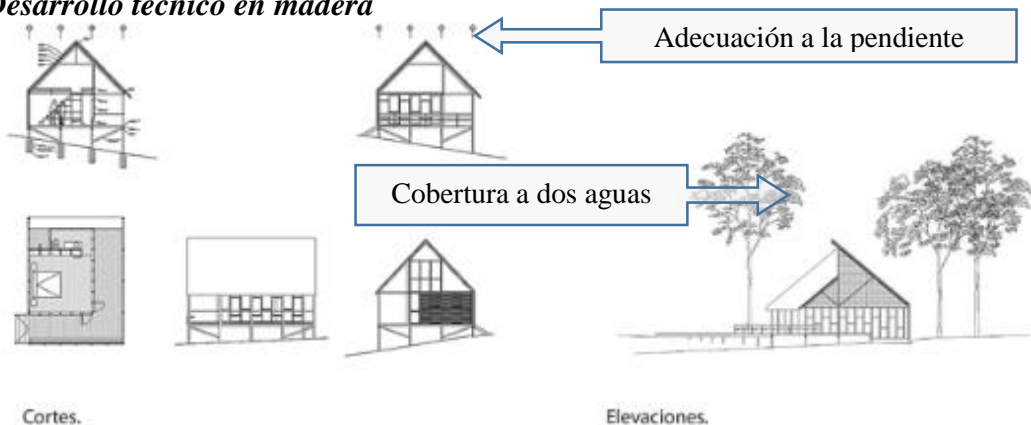 Desarrollo técnico en madera
Adecuación a la pendiente
Cobertura a dos aguas
Cortes.
Elevaciones.